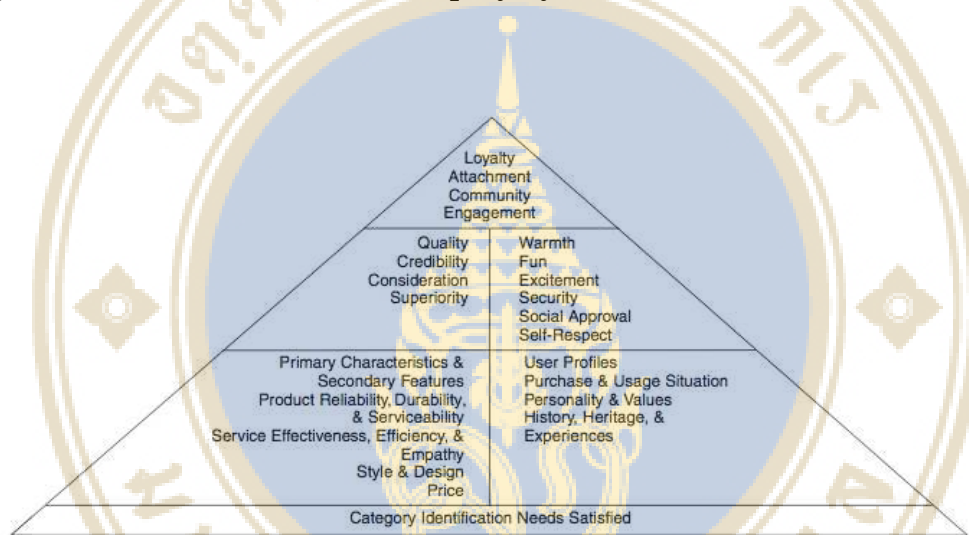 Loyalty
Attachment
Community
Engagement
Quality
Credibility
Consideration
Superiority
Warmth
Fun
Excitement
Security
Social Approval
Self-Respect
Primary Characteristics &
Secondary Features
Product Reliability, Durability,
& Serviceability
Service Effectiveness, Efficiency, &
Empathy
Style & Design
Price
User Profiles
Purchase & Usage Situation
Personality & Values
History, Heritage, &
Experiences
Category Identification Needs Satisfied